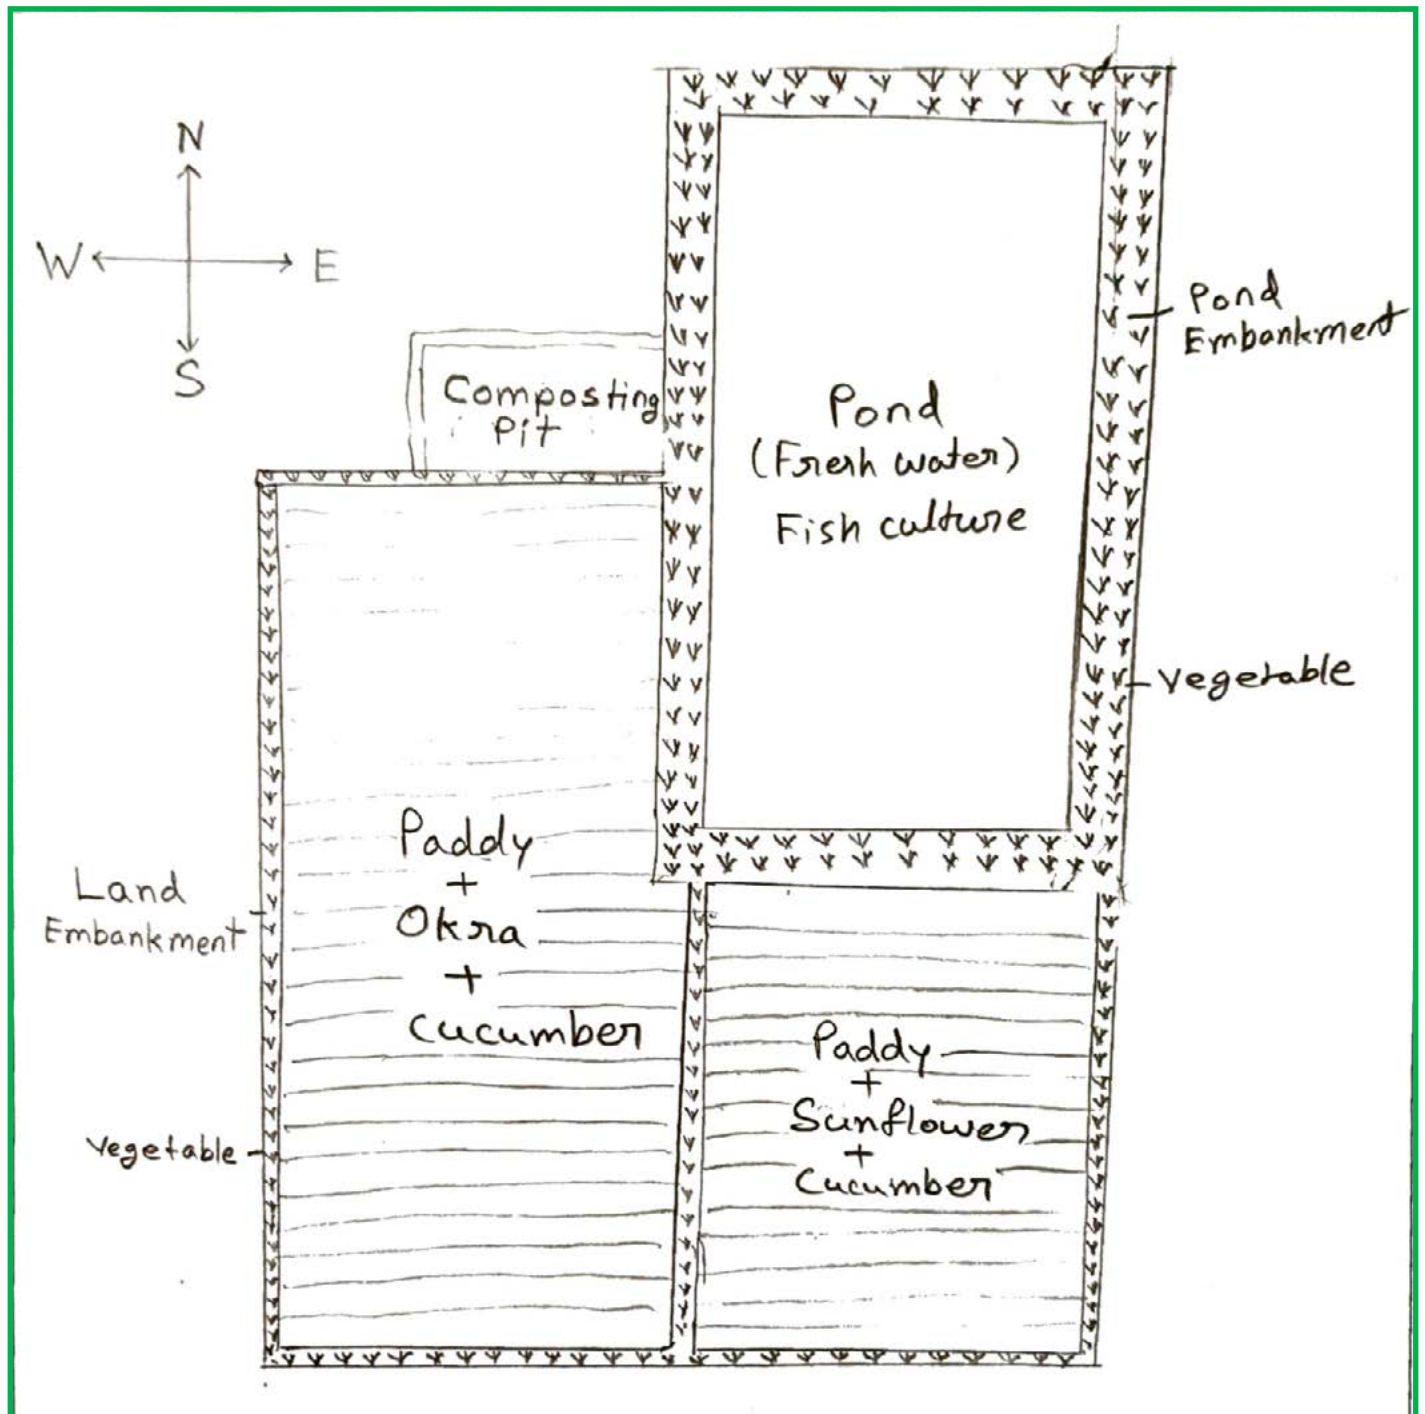 N
W E
S
Composting
Pit
Pond
(Fresh water)
Fish culture
Pond
Embankment
Vegetable
Paddy
+
Okra
+
Cucumber
Land
Embankment
Vegetable
Paddy
+
Sunflower
+
Cucumber